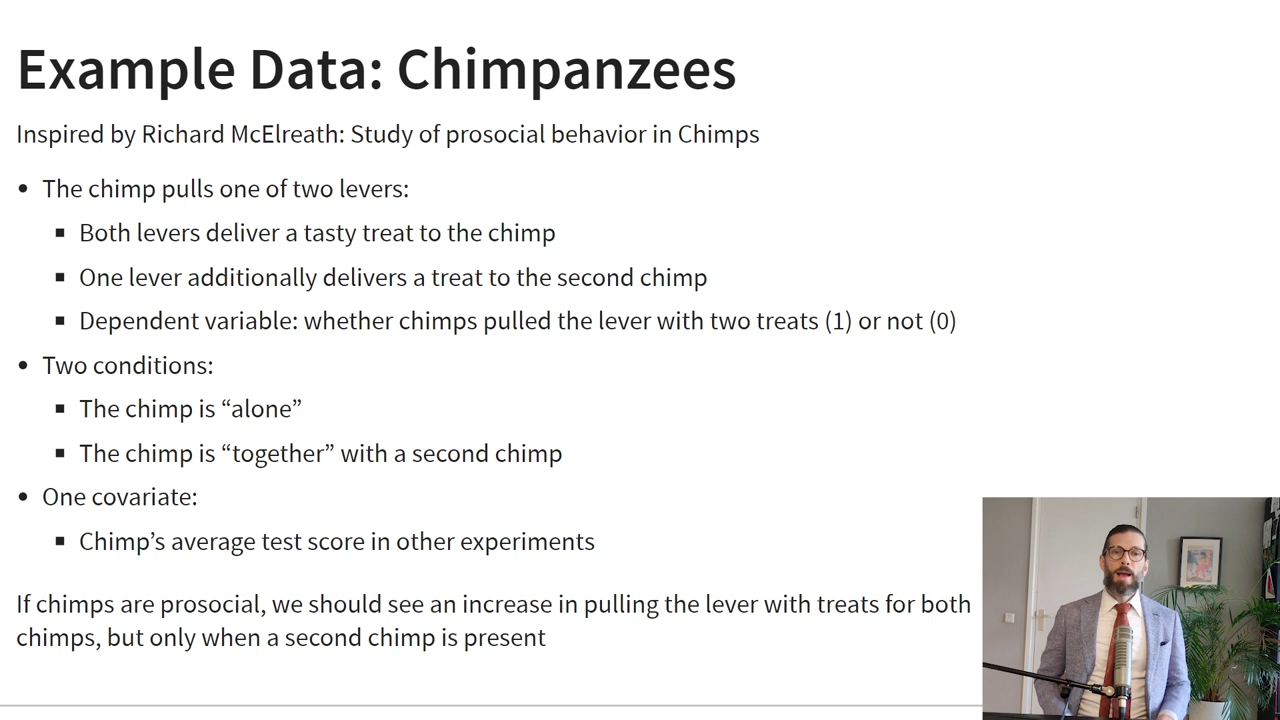 Example Data: Chimpanzees
Inspired by Richard McElreath: Study of prosocial behavior in Chimps
• The chimp pulls one of two levers:
▪ Both levers deliver a tasty treat to the chimp
▪ One lever additionally delivers a treat to the second chimp
▪ Dependent variable: whether chimps pulled the lever with two treats (1) or not (0)
• Two conditions:
▪ The chimp is “alone”
▪ The chimp is “together” with a second chimp
• One covariate:
▪ Chimp’s average test score in other experiments
If chimps are prosocial, we should see an increase in pulling the lever with treats for both
chimps, but only when a second chimp is present